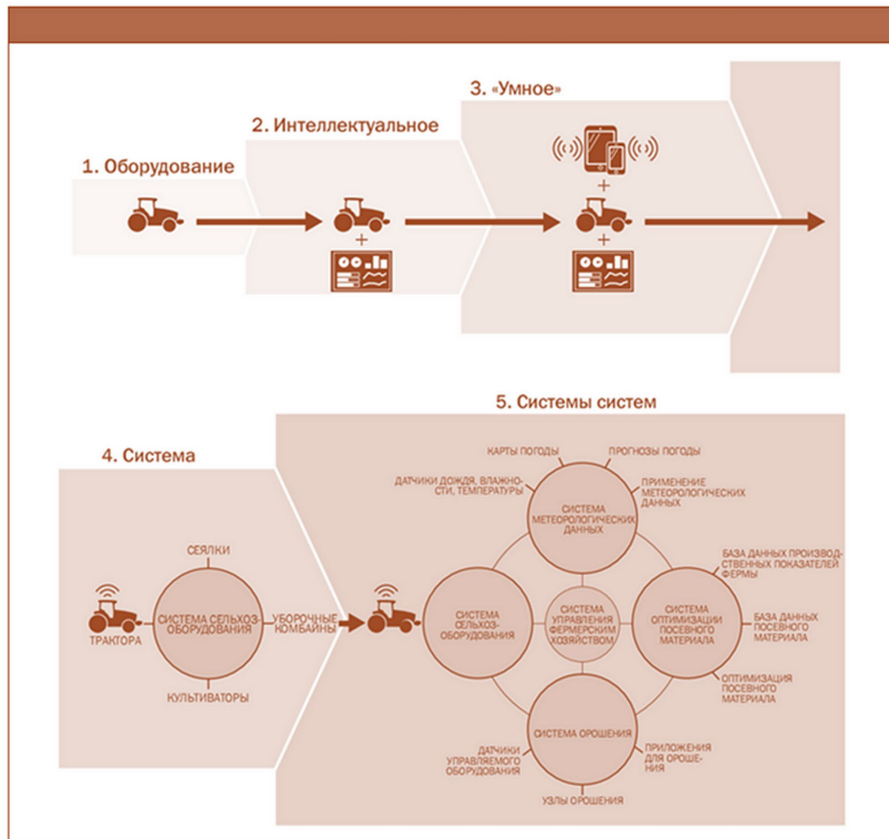 3. «Умное»
2. Интеллектуальное
1. Оборудование
+
+
+
5. Системы систем
4. Система
КАРТЫ ПОГОДЫ
ПРОГНОЗЫ ПОГОДЫ
ДАТЧИКИ ДОЖДЯ, ВЛАЖНО-
СТИ, ТЕМПЕРАТУРЫ
ПРИМЕНЕНИЕ
МЕТЕОРОЛОГИЧЕСКИХ
ДАННЫХ
СИСТЕМА
МЕТЕОРОЛОГИЧЕСКИХ
ДАННЫХ
СЕЯЛКИ
ТРАКТОРА
СИСТЕМА СЕЛЬХОЗ-
ОБОРУДОВАНИЯ
УБОРОЧНЫЕ
КОМБАЙНЫ
КУЛЬТИВАТОРЫ
СИСТЕМА
СЕЛЬХОЗ-
ОБОРУДОВАНИЯ
СИСТЕМА
УПРАВЛЕНИЯ
ФЕРМЕРСКИМ
ХОЗЯЙСТВОМ
СИСТЕМА
ОПТИМИЗАЦИИ
ПОСЕВНОГО
МАТЕРИАЛА
БАЗА ДАННЫХ ПРОИЗВОД-
СТВЕННЫХ ПОКАЗАТЕЛЕЙ
ФЕРМЫ
БАЗА ДАННЫХ
ПОСЕВНОГО
МАТЕРИАЛА
ОПТИМИЗАЦИЯ
ПОСЕВНОГО
МАТЕРИАЛА
СИСТЕМА ОРОШЕНИЯ
ДАТЧИКИ
УПРАВЛЯЕМОГО
ОБОРУДОВАНИЯ
ПРИЛОЖЕНИЯ
ДЛЯ ОРОШЕ-
НИЯ
УЗЛЫ ОРОШЕНИЯ